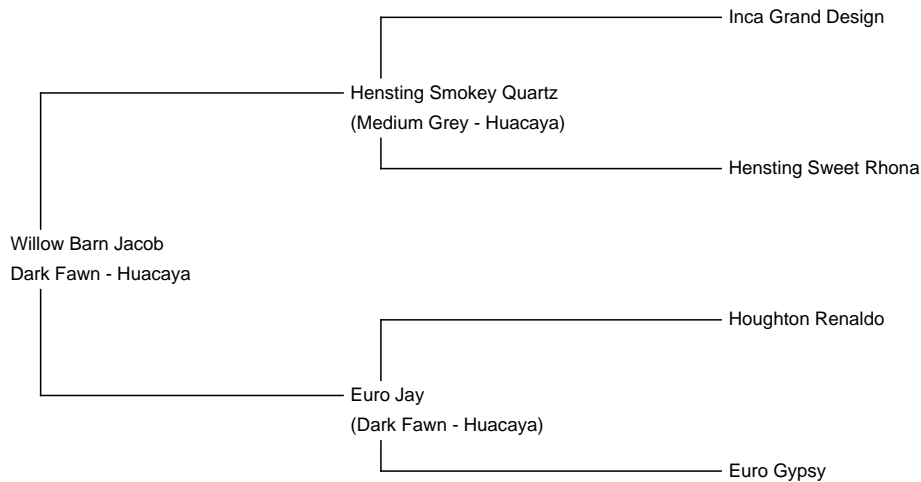 Inca Grand Design
Hensting Smokey Quartz
(Medium Grey - Huacaya)
Hensting Sweet Rhona
Willow Barn Jacob
Dark Fawn - Huacaya
Houghton Renaldo
Euro Jay
(Dark Fawn - Huacaya)
Euro Gypsy